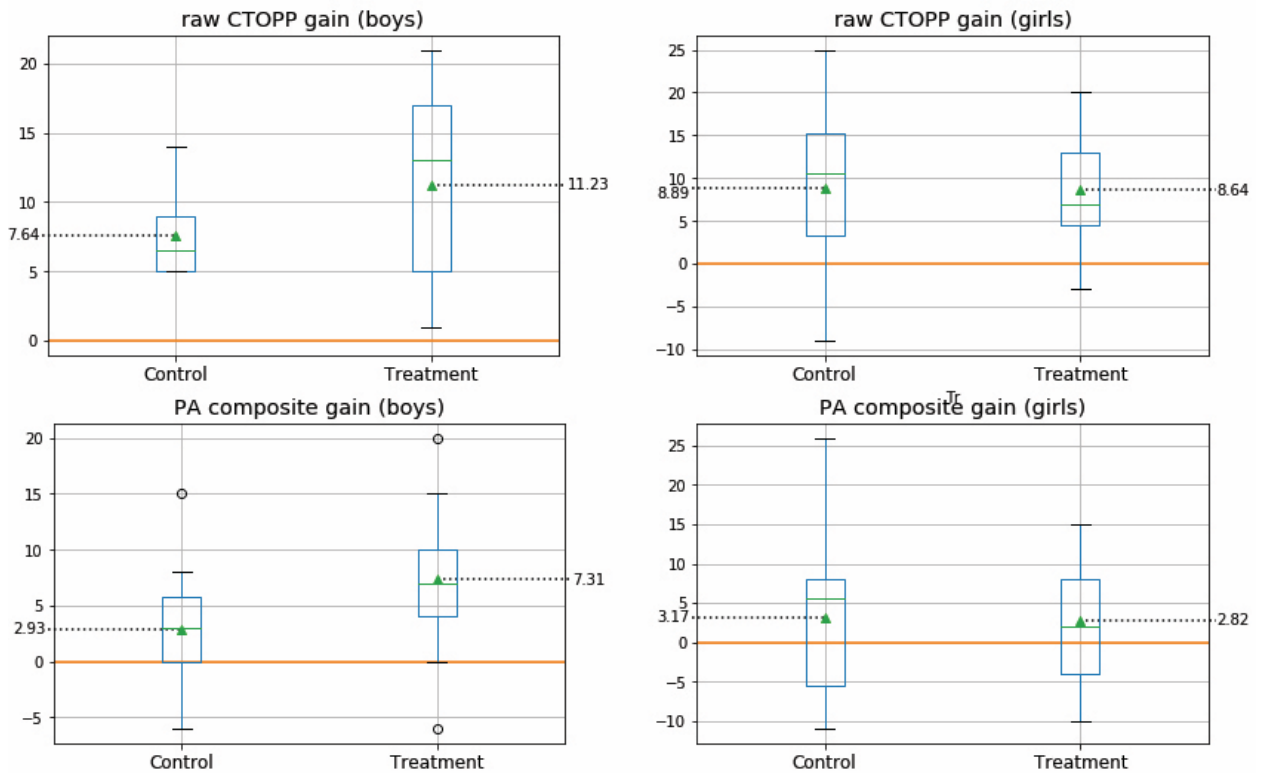 raw CTOPP gain (boys)
20
15
10
5
0
7.64
11.23
Control
Treatment
raw CTOPP gain (girls)
25
20
15
10
5
0
−5
−10
8.89
8.64
Control
Treatment
Tr
PA composite gain (boys)
20
15
10
5
0
−5
2.93
7.31
Control
Treatment
PA composite gain (girls)
25
20
15
10
5
0
−5
−10
3.17
2.82
Control
Treatment